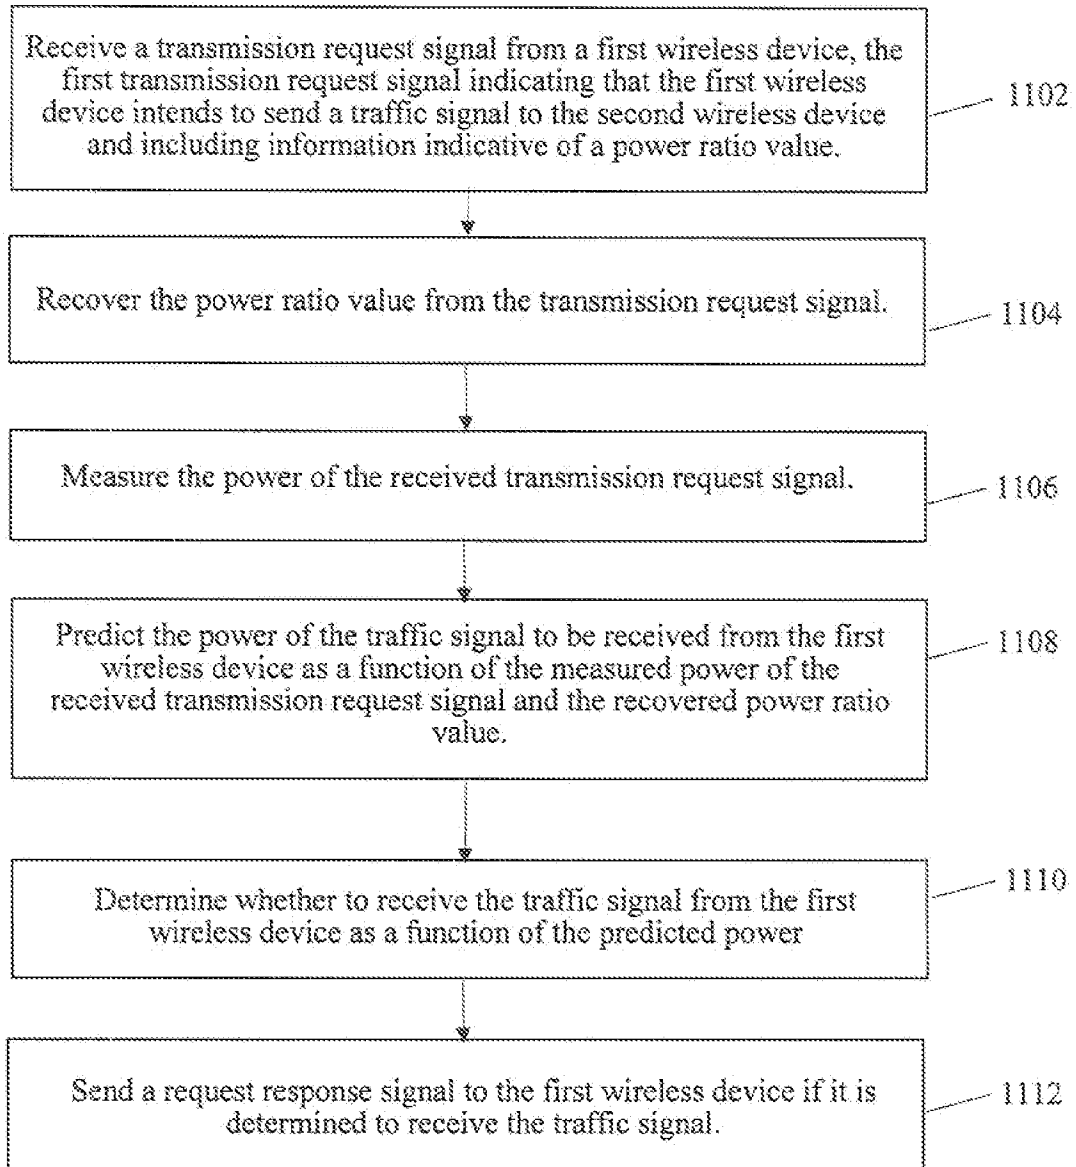 Receive a transmission request signal from a first wireless device, the
first transmission request signal indicating that the first wireless
device intends to send a traffic signal to the second wireless device
and including information indicative of a power ratio value.
1102
Recover the power ratio value from the transmission request signal.
1104
Measure the power of the received transmission request signal.
1106
Predict the power of the traffic signal to be received from the first
wireless device as a function of the measured power of the
received transmission request signal and the recovered power ratio
value.
1108
Determine whether to receive the traffic signal from the first
wireless device as a function of the predicted power
1110
Send a request response signal to the first wireless device if it is
determined to receive the traffic signal.
1112